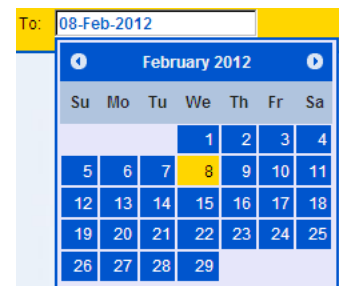 To: 08-Feb-2012
February 2012
Su Mo Tu We Th Fr Sa
1 2 3 4
5 6 7 8 9 10 11
12 13 14 15 16 17 18
19 20 21 22 23 24 25
26 27 28 29